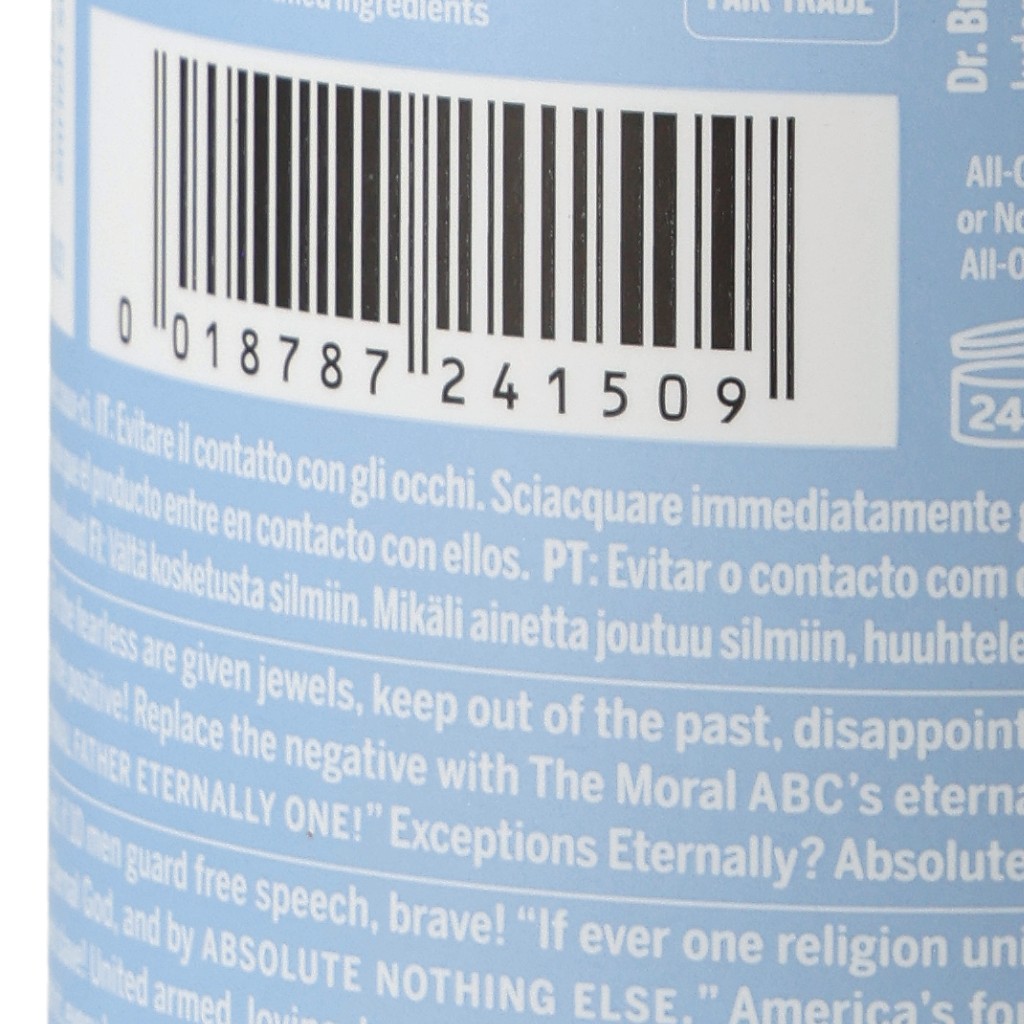 ingredients
FAIR TRADE
Dr.
All-
or
All-
24
0 018787 241509
IT: Evitare il contatto con gli occhi. Sciacquare immediatamente
el producto entre en contacto con ellos. PT: Evitar o contacto com
FI: Vältä kosketusta silmiin. Mikäli ainetta joutuu silmiin, huuhtele
fearless are given jewels, keep out of the past, disappoint
positive! Replace the negative with The Moral ABC's
FATHER ETERNALLY ONE!" Exceptions Eternally? Absolute
men guard free speech, brave! "If ever one religion
God, and by ABSOLUTE NOTHING ELSE." America's
United armed,